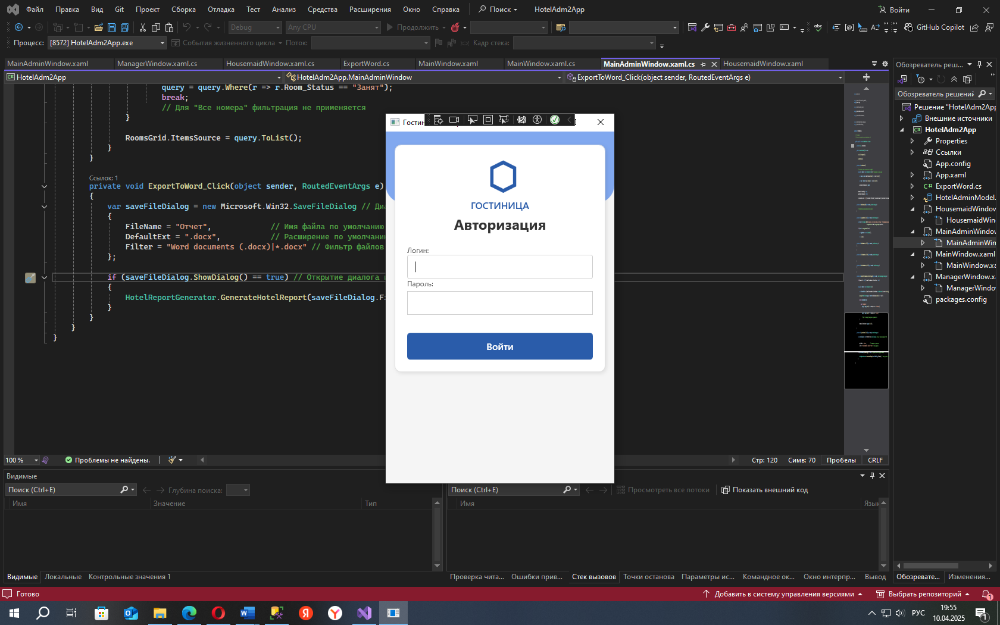 Файл Правка Вид Git Проект Сборка Отладка Тест Анализ Средства Расширения Окно Справка Поиск HotelAdm2App Войти
Debug Any CPU Продолжить GitHub Copilot
Процесс: [8572] HotelAdm2App.exe События жизненного цикла Поток: Кадр стека:
MainAdminWindow.xaml ManagerWindow.xaml.cs HousemaidWindow.xaml.cs ExportWord.cs MainWindow.xaml MainWindow.xaml.cs MainAdminWindow.xaml.cs HousemaidWindow.xaml
HotelAdm2App HotelAdm2App.MainAdminWindow ExportToWord_Click(object sender, RoutedEventArgs e)
query = query.Where(r => r.Room_Status == "Занят");
break;
// Для "Все номера" фильтрация не применяется
}
RoomsGrid.ItemsSource = query.ToList();
}
}
Ссылок: 1
private void ExportToWord_Click(object sender, RoutedEventArgs e)
{
var saveFileDialog = new Microsoft.Win32.SaveFileDialog //
{
FileName = "Отчет", // Имя файла по умолчанию
DefaultExt = ".docx", // Расширение по умолчанию
Filter = "Word documents (.docx)|*.docx" // Фильтр файлов
};
if (saveFileDialog.ShowDialog() == true) // Открытие диалога
{
HotelReportGenerator.GenerateHotelReport(saveFileDialog.Fi
}
}
}
}
Гостин
ГОСТИНИЦА
Авторизация
Логин:
Пароль:
Войти
100 % Проблемы не найдены. Стр: 120 Симв: 70 Пробелы CRLF
Обозреватель реш...
Обозреватель решений
Решение "HotelAdm2App
Внешние источники
HotelAdm2App
Properties
Ссылки
App.config
App.xaml
ExportWord.cs
HotelAdminModel.
HousemaidWindow
HousemaidWin
MainAdminWindow
MainAdminWin
MainWindow.xaml
MainWindow.xa
ManagerWindow.xa
ManagerWindo
packages.config
Видимые
Поиск (Ctrl+E) Глубина поиска:
Имя Значение Тип
Видимые Локальные Контрольные значения 1
Поиск (Ctrl+E) Просмотреть все потоки Показать внешний код
Имя Язык
Проверка чита... Ошибки прив... Стек вызовов Точки останова Параметры ис... Командное ок... Окно интерпр... Вывод
Обозревате... Изменения...
Готово Добавить в систему управления версиями Выбрать репозиторий 1
РУС 19:55
10.04.2025 1